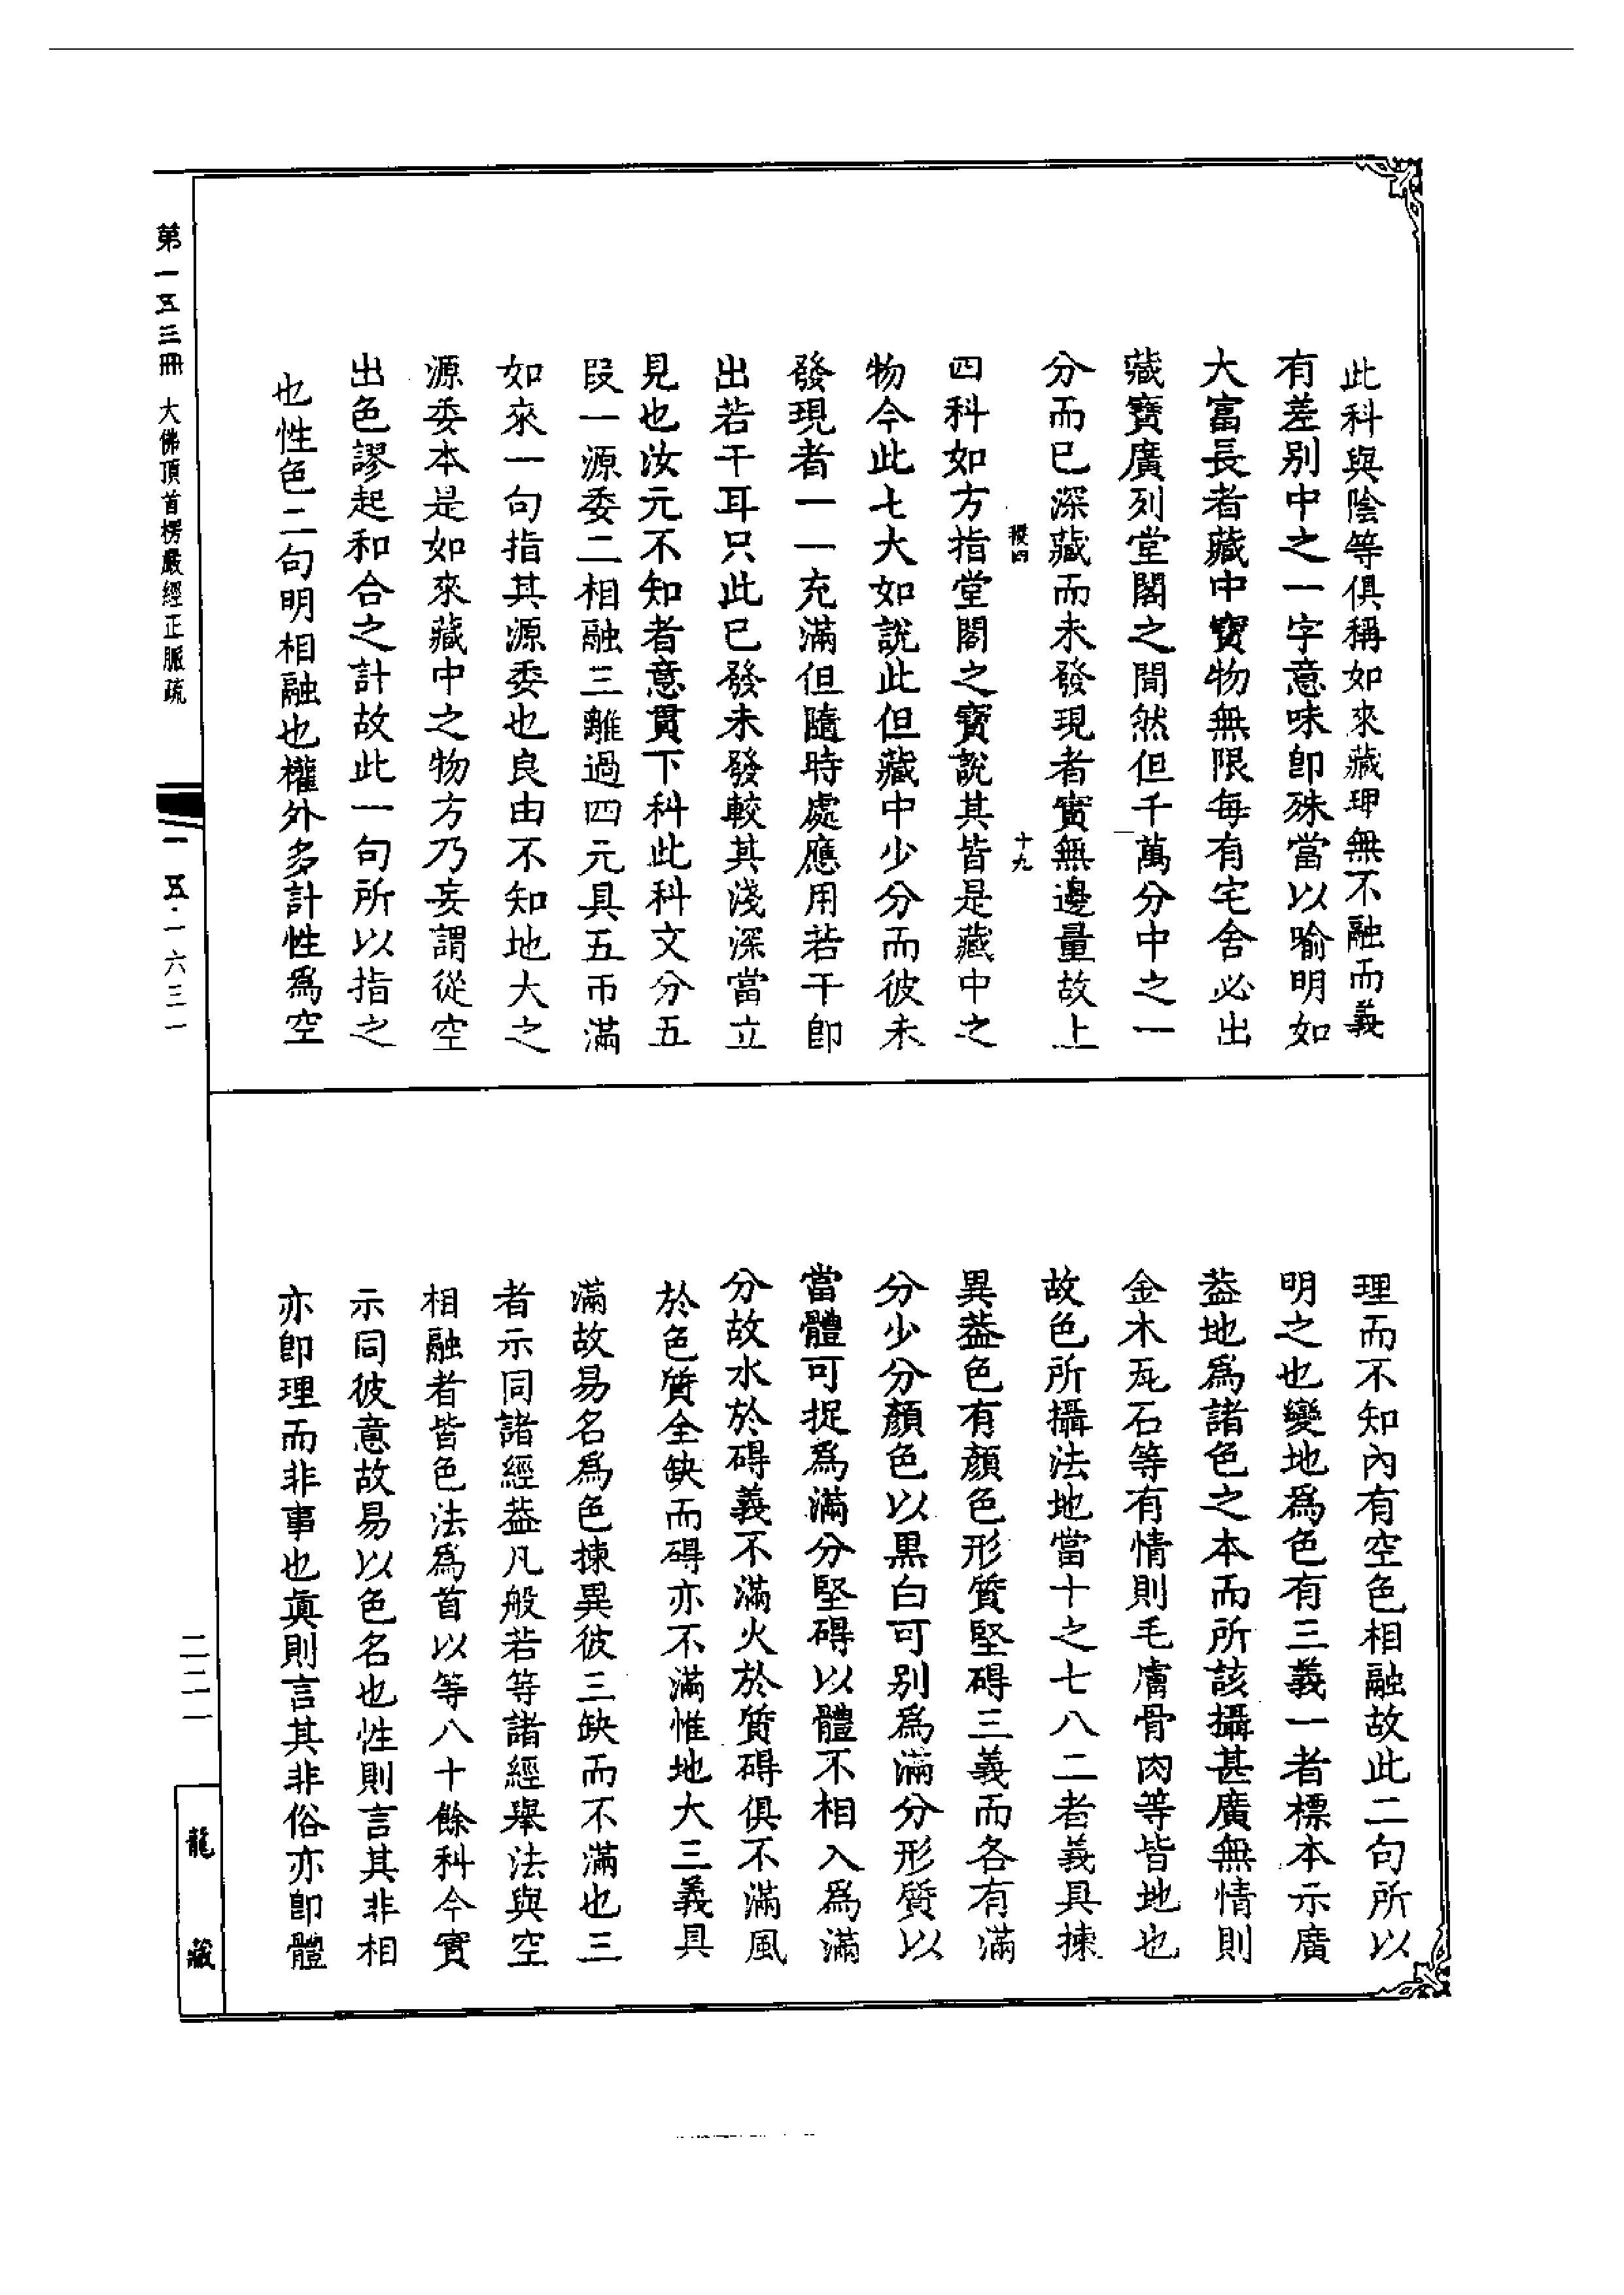 此科與陰等俱稱如來藏理無不融而義
有差別中之一字意味卽殊當以喻明如
大富長者藏中寶物無限每有宅舍必出
藏寶廣列堂閣之間然但千萬分中之一
分而已深藏而未發現者實無邊量故上
十九
四科如方指堂閣之寶說其皆是藏中之
物今此七大如說此但藏中少分而彼未
發現者一一充滿但隨時處應用若干卽
出若干耳只此已發未發較其淺深當立
見也汝元不知者意貫下科此科文分五
段一源委二相融三離過四元具五帀滿
如來一句指其源委也良由不知地大之
源委本是如來藏中之物方乃妄謂從空
出色謬起和合之計故此一句所以指之
也性色二句明相融也權外多計性爲空
理而不知內有空色相融故此二句所以
明之也變地爲色有三義一者標本示廣
葢地爲諸色之本而所該攝甚廣無情則
金木瓦石等有情則毛膚骨肉等皆地也
故色所攝法地當十之七八二者義具揀
異葢色有顏色形質堅碍三義而各有滿
分少分顏色以黑白可別爲滿分形質以
當體可捉爲滿分堅碍以體不相入爲滿
分故水於碍義不滿火於質碍俱不滿風
於色質全缺而碍亦不滿惟地大三義具
滿故易名爲色揀異彼三缺而不滿也三
者示同諸經葢凡般若等諸經舉法與空
相融者皆色法爲首以等八十餘科今實
示同彼意故易以色名也性則言其非相
亦卽理而非事也眞則言其非俗亦卽體
第一五三冊 大佛頂首楞嚴經正脈疏
一五·一六三一
二二一
龍藏